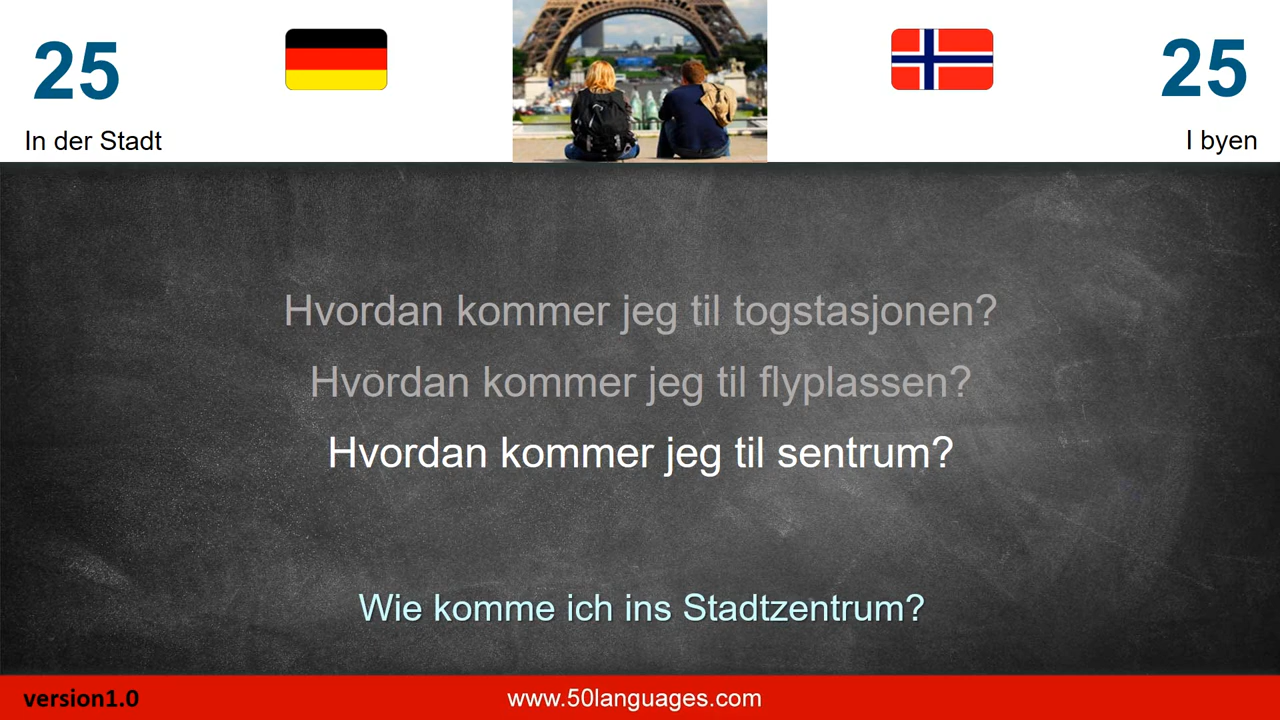 25
25
In der Stadt
I byen
Hvordan kommer jeg til togstasjonen?
Hvordan kommer jeg til flyplassen?
Hvordan kommer jeg til sentrum?
Wie komme ich ins Stadtzentrum?
version1.0
www.50languages.com